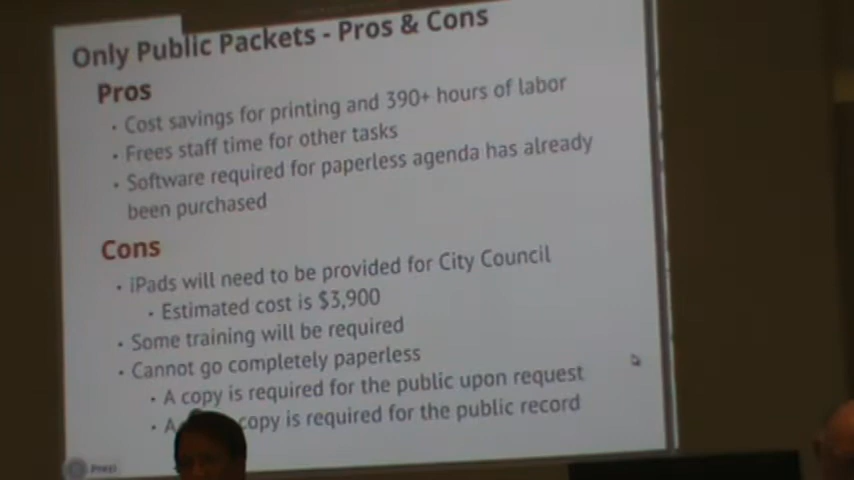 Only Public Packets - Pros & Cons
Pros
· Cost savings for printing and 390+ hours of labor
· Frees staff time for other tasks
· Software required for paperless agenda has already
been purchased
Cons
· iPads will need to be provided for City Council
· Estimated cost is $3,900
· Some training will be required
· Cannot go completely paperless
· A copy is required for the public upon request
· A copy is required for the public record
Prezi